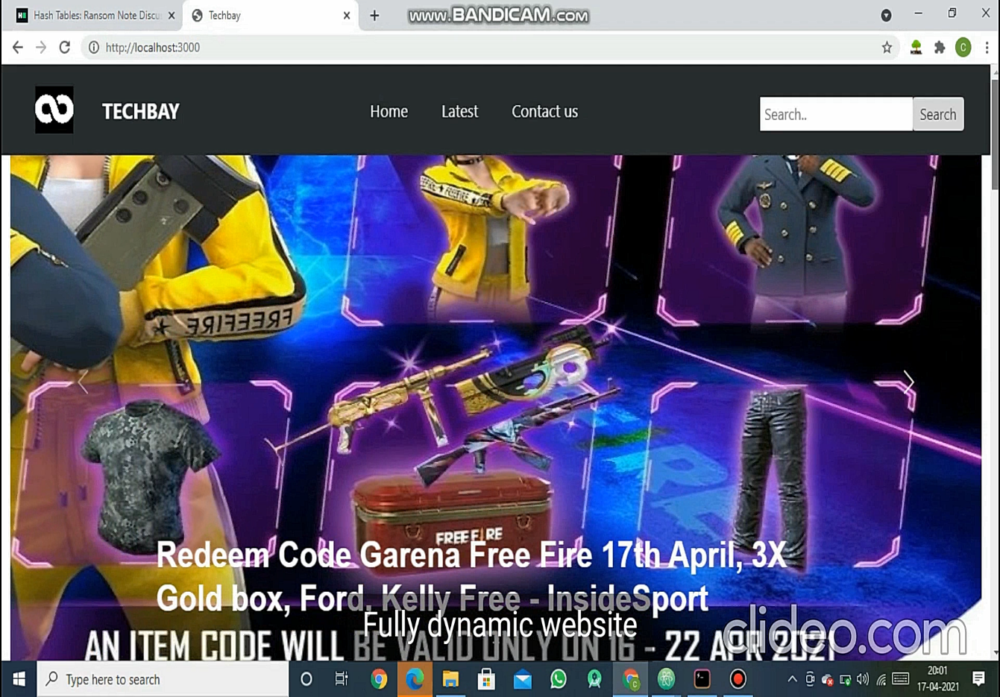 Hash Tables: Ransom Note Discus
Techbay
www.BANDICAM.com
http://localhost:3000
C
TECHBAY
Home
Latest
Contact us
Search..
Search
FREEFIRE
FREEFIRE
FREE FIRE
Redeem Code Garena Free Fire 17th April, 3X
Gold box, Ford, Kelly Free - InsideSport
Fully dynamic website
clideo.com
AN ITEM CODE WILL BE VALID ONLY ON 16 - 22 APR 2021
Type here to search
20:01
17-04-2021